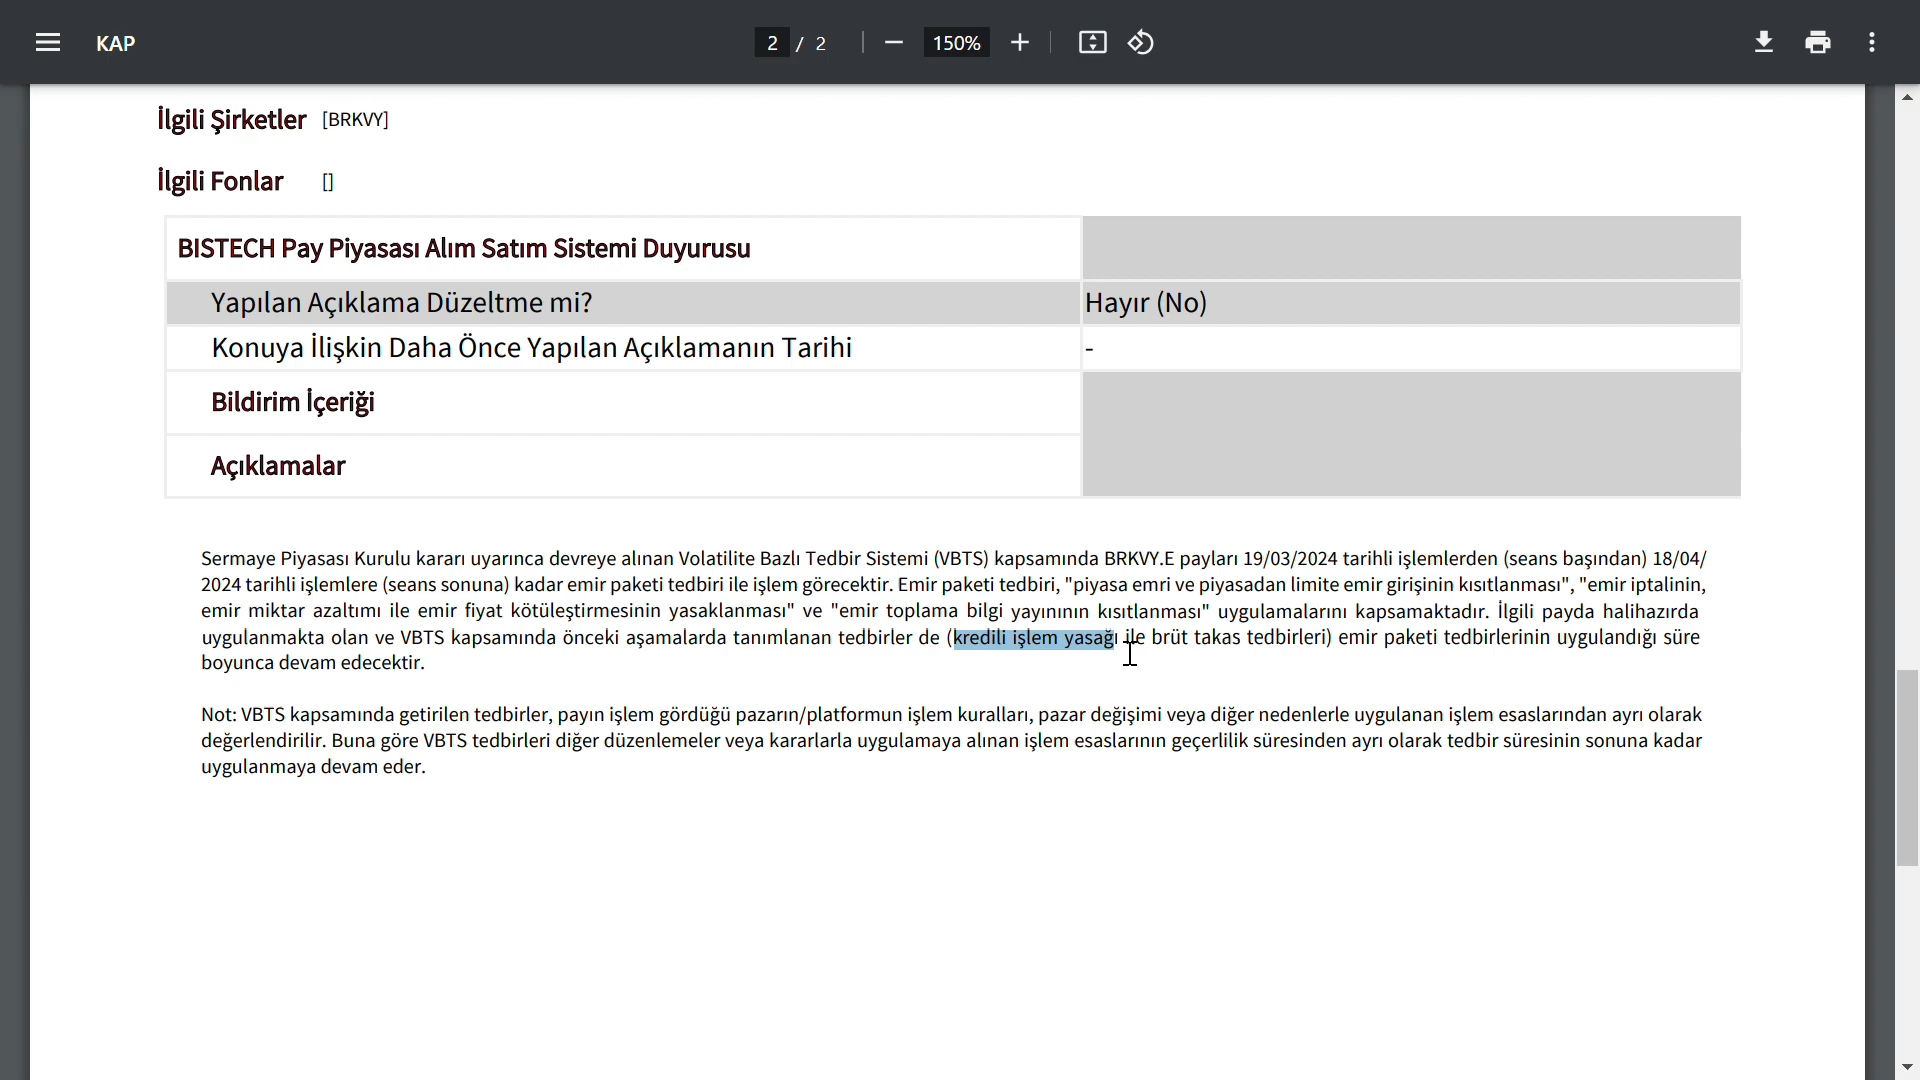 KAP
2 / 2
150%
İlgili Şirketler [BRKVY]
İlgili Fonlar []
BISTECH Pay Piyasası Alım Satım Sistemi Duyurusu
Yapılan Açıklama Düzeltme mi? Hayır (No)
Konuya İlişkin Daha Önce Yapılan Açıklamanın Tarihi -
Bildirim İçeriği
Açıklamalar
Sermaye Piyasası Kurulu kararı uyarınca devreye alınan Volatilite Bazlı Tedbir Sistemi (VBTS) kapsamında BRKVY.E payları 19/03/2024 tarihli işlemlerden (seans başından) 18/04/
2024 tarihli işlemlere (seans sonuna) kadar emir paketi tedbiri ile işlem görecektir. Emir paketi tedbiri, "piyasa emri ve piyasadan limite emir girişinin kısıtlanması", "emir iptalinin,
emir miktar azaltımı ile emir fiyat kötüleştirmesinin yasaklanması" ve "emir toplama bilgi yayınının kısıtlanması" uygulamalarını kapsamaktadır. İlgili payda halihazırda
uygulanmakta olan ve VBTS kapsamında önceki aşamalarda tanımlanan tedbirler de (kredili işlem yasağı ile brüt takas tedbirleri) emir paketi tedbirlerinin uygulandığı süre
boyunca devam edecektir.
Not: VBTS kapsamında getirilen tedbirler, payın işlem gördüğü pazarın/platformun işlem kuralları, pazar değişimi veya diğer nedenlerle uygulanan işlem esaslarından ayrı olarak
değerlendirilir. Buna göre VBTS tedbirleri diğer düzenlemeler veya kararlarla uygulamaya alınan işlem esaslarının geçerlilik süresinden ayrı olarak tedbir süresinin sonuna kadar
uygulanmaya devam eder.